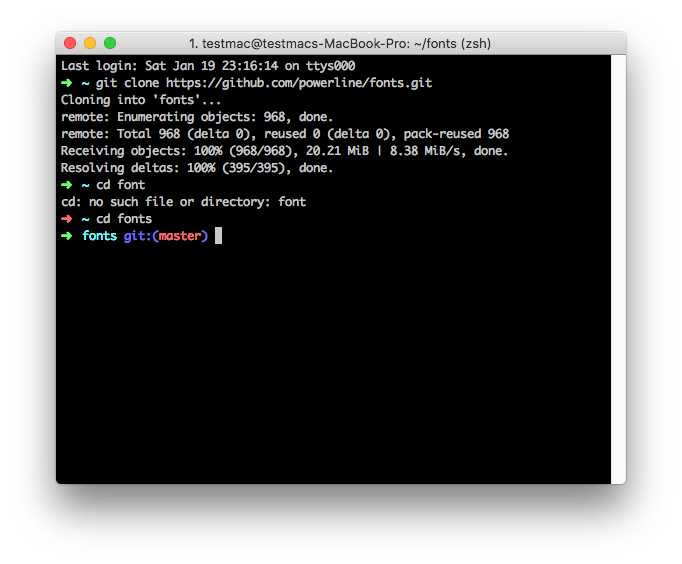 1. testmac@testmacs-MacBook-Pro: ~/fonts (zsh)
Last login: Sat Jan 19 23:16:14 on ttys000
➜ ~ git clone https://github.com/powerline/fonts.git
Cloning into 'fonts'...
remote: Enumerating objects: 968, done.
remote: Total 968 (delta 0), reused 0 (delta 0), pack-reused 968
Receiving objects: 100% (968/968), 20.21 MiB | 8.38 MiB/s, done.
Resolving deltas: 100% (395/395), done.
➜ ~ cd font
cd: no such file or directory: font
➜ ~ cd fonts
➜ fonts git:(master)